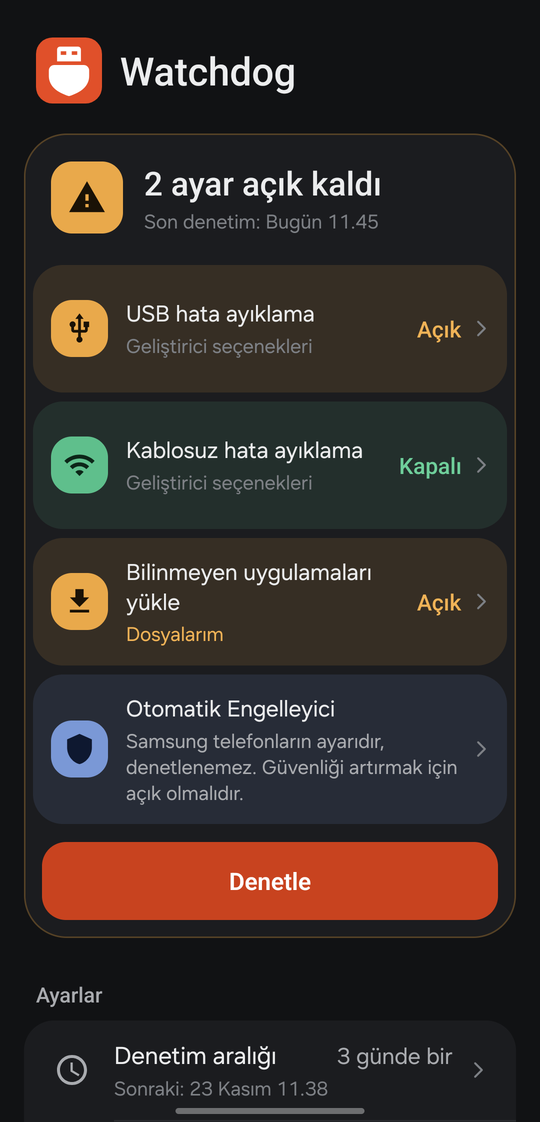 Watchdog
2 ayar açık kaldı
Son denetim: Bugün 11.45
USB hata ayıklama
Geliştirici seçenekleri
Açık
Kablosuz hata ayıklama
Geliştirici seçenekleri
Kapalı
Bilinmeyen uygulamaları
yükle
Dosyalarım
Açık
Otomatik Engelleyici
Samsung telefonların ayarıdır,
denetlenemez. Güvenliği artırmak için
açık olmalıdır.
Denetle
Ayarlar
Denetim aralığı
3 günde bir
Sonraki: 23 Kasım 11.38